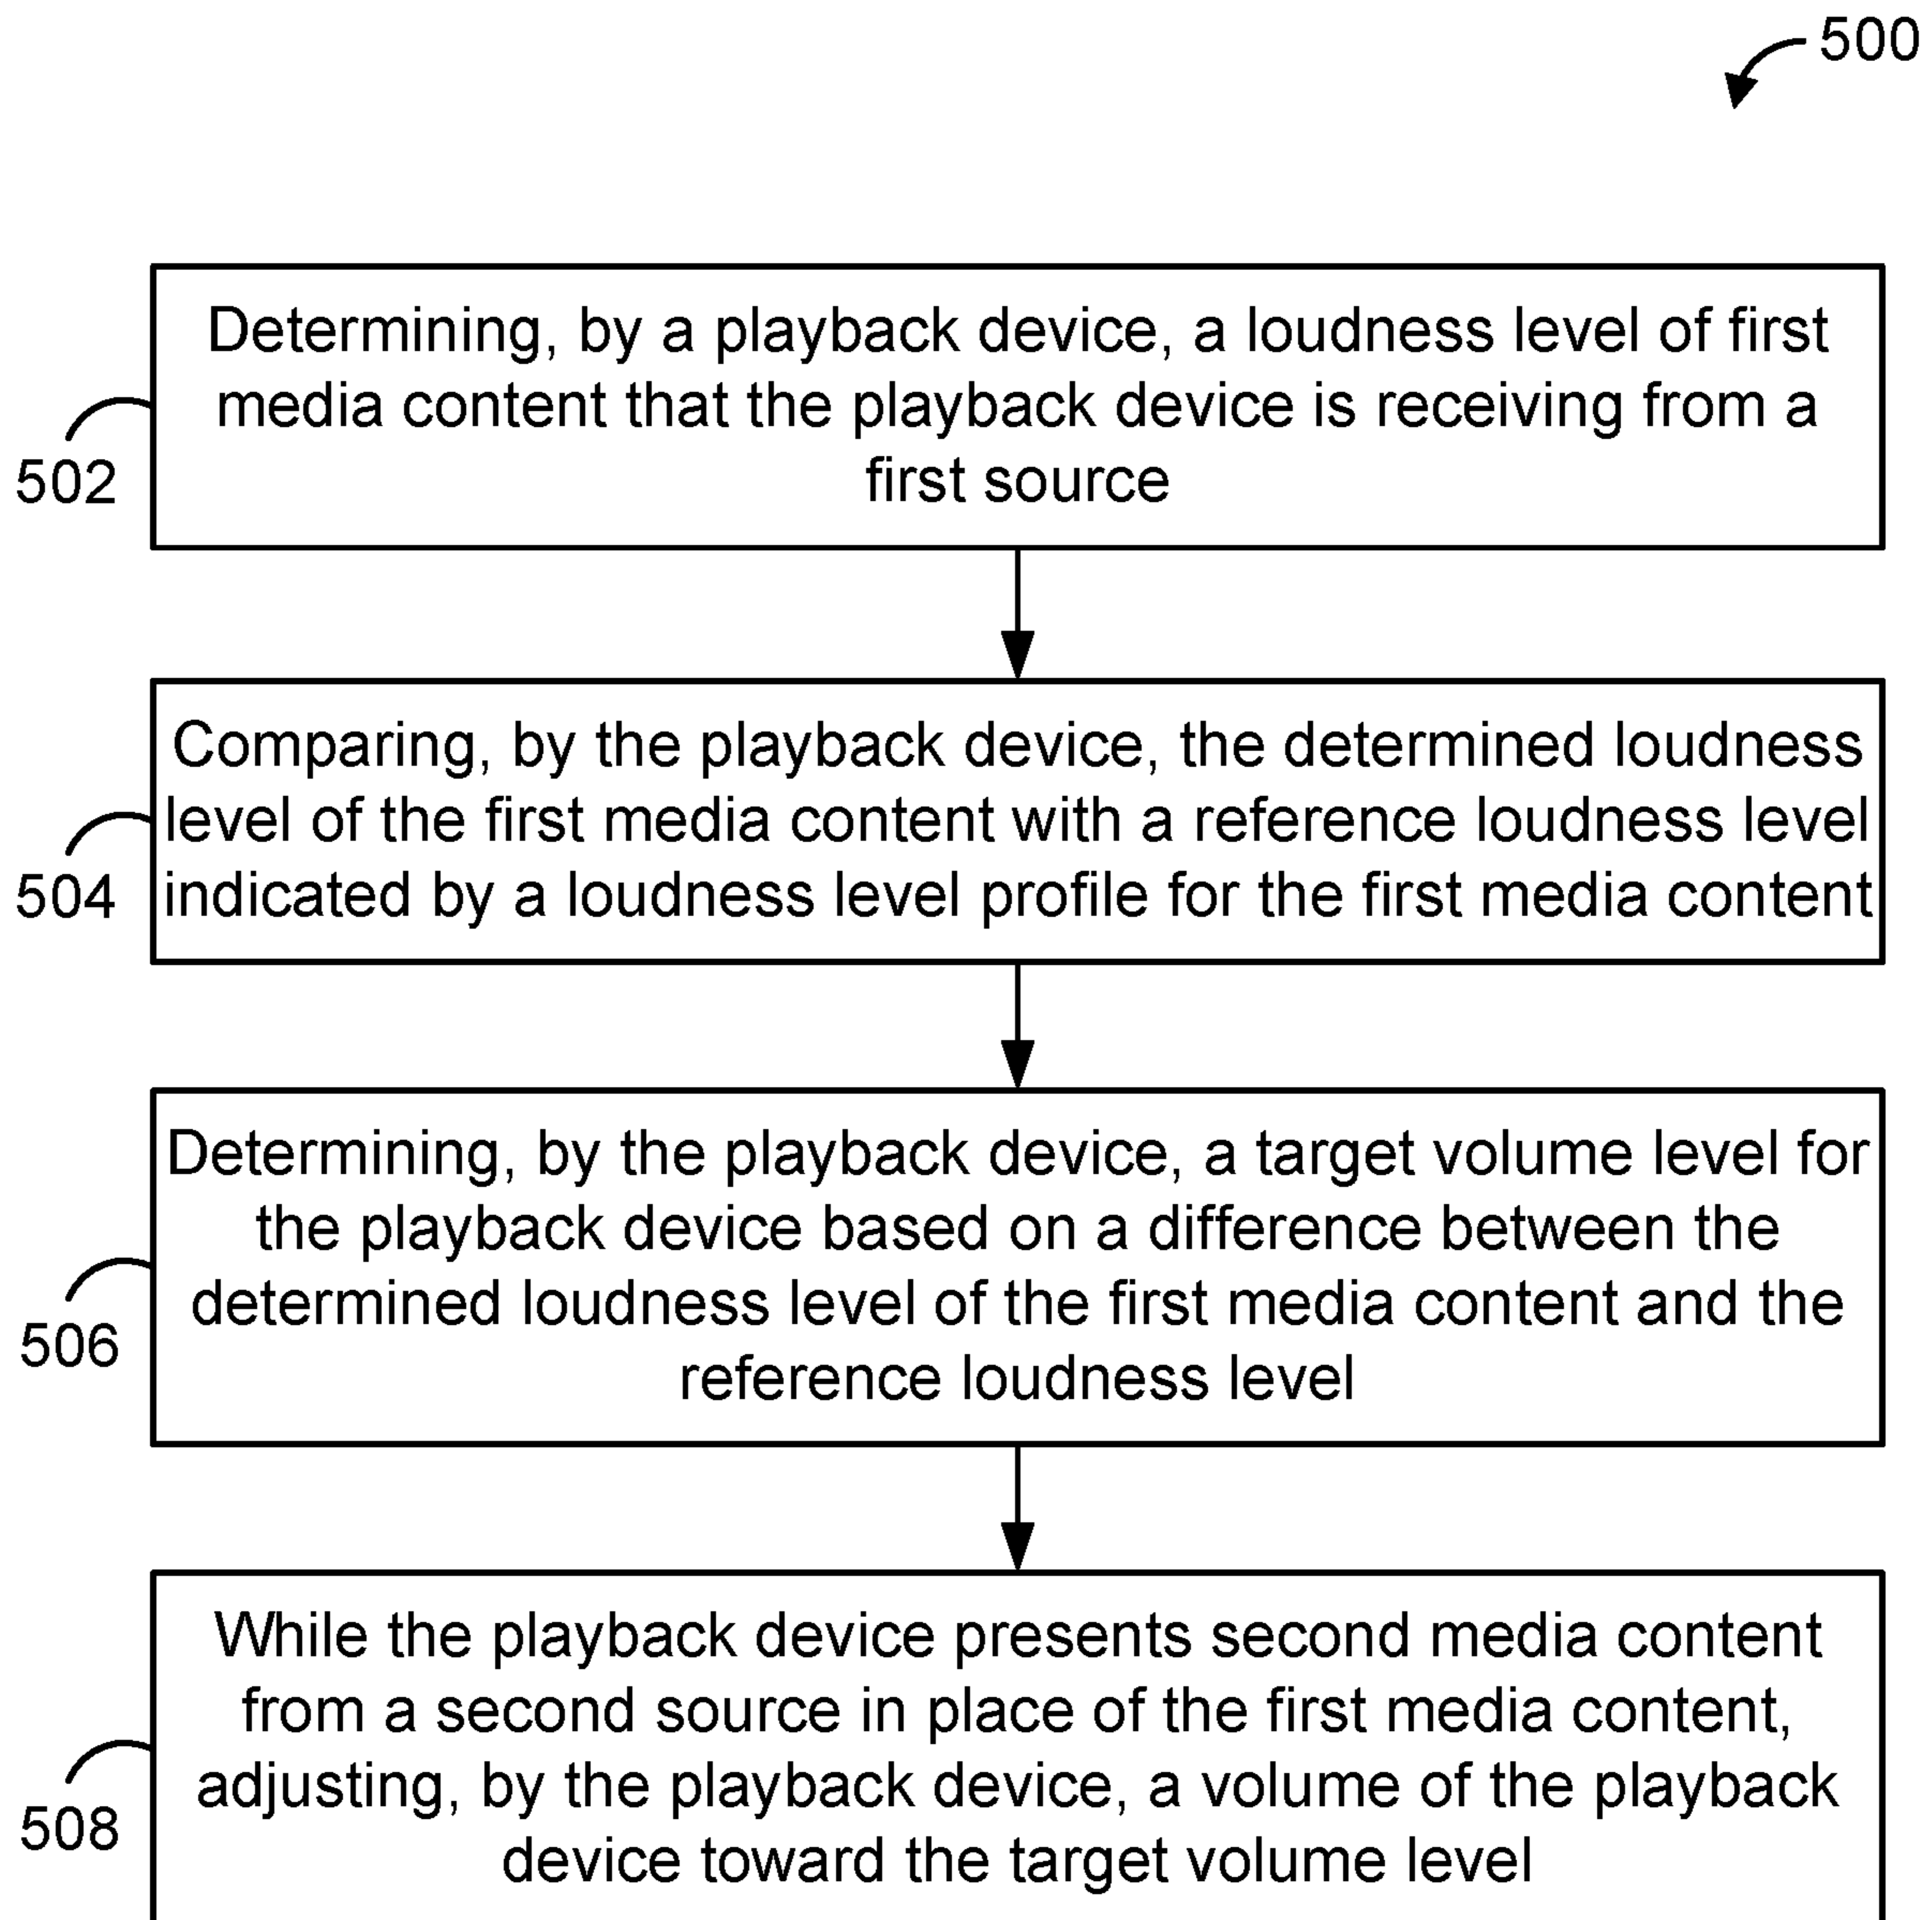 500
Determining, by a playback device, a loudness level of first
media content that the playback device is receiving from a
first source
502
Comparing, by the playback device, the determined loudness
level of the first media content with a reference loudness level
indicated by a loudness level profile for the first media content
504
Determining, by the playback device, a target volume level for
the playback device based on a difference between the
determined loudness level of the first media content and the
reference loudness level
506
While the playback device presents second media content
from a second source in place of the first media content,
adjusting, by the playback device, a volume of the playback
device toward the target volume level
508